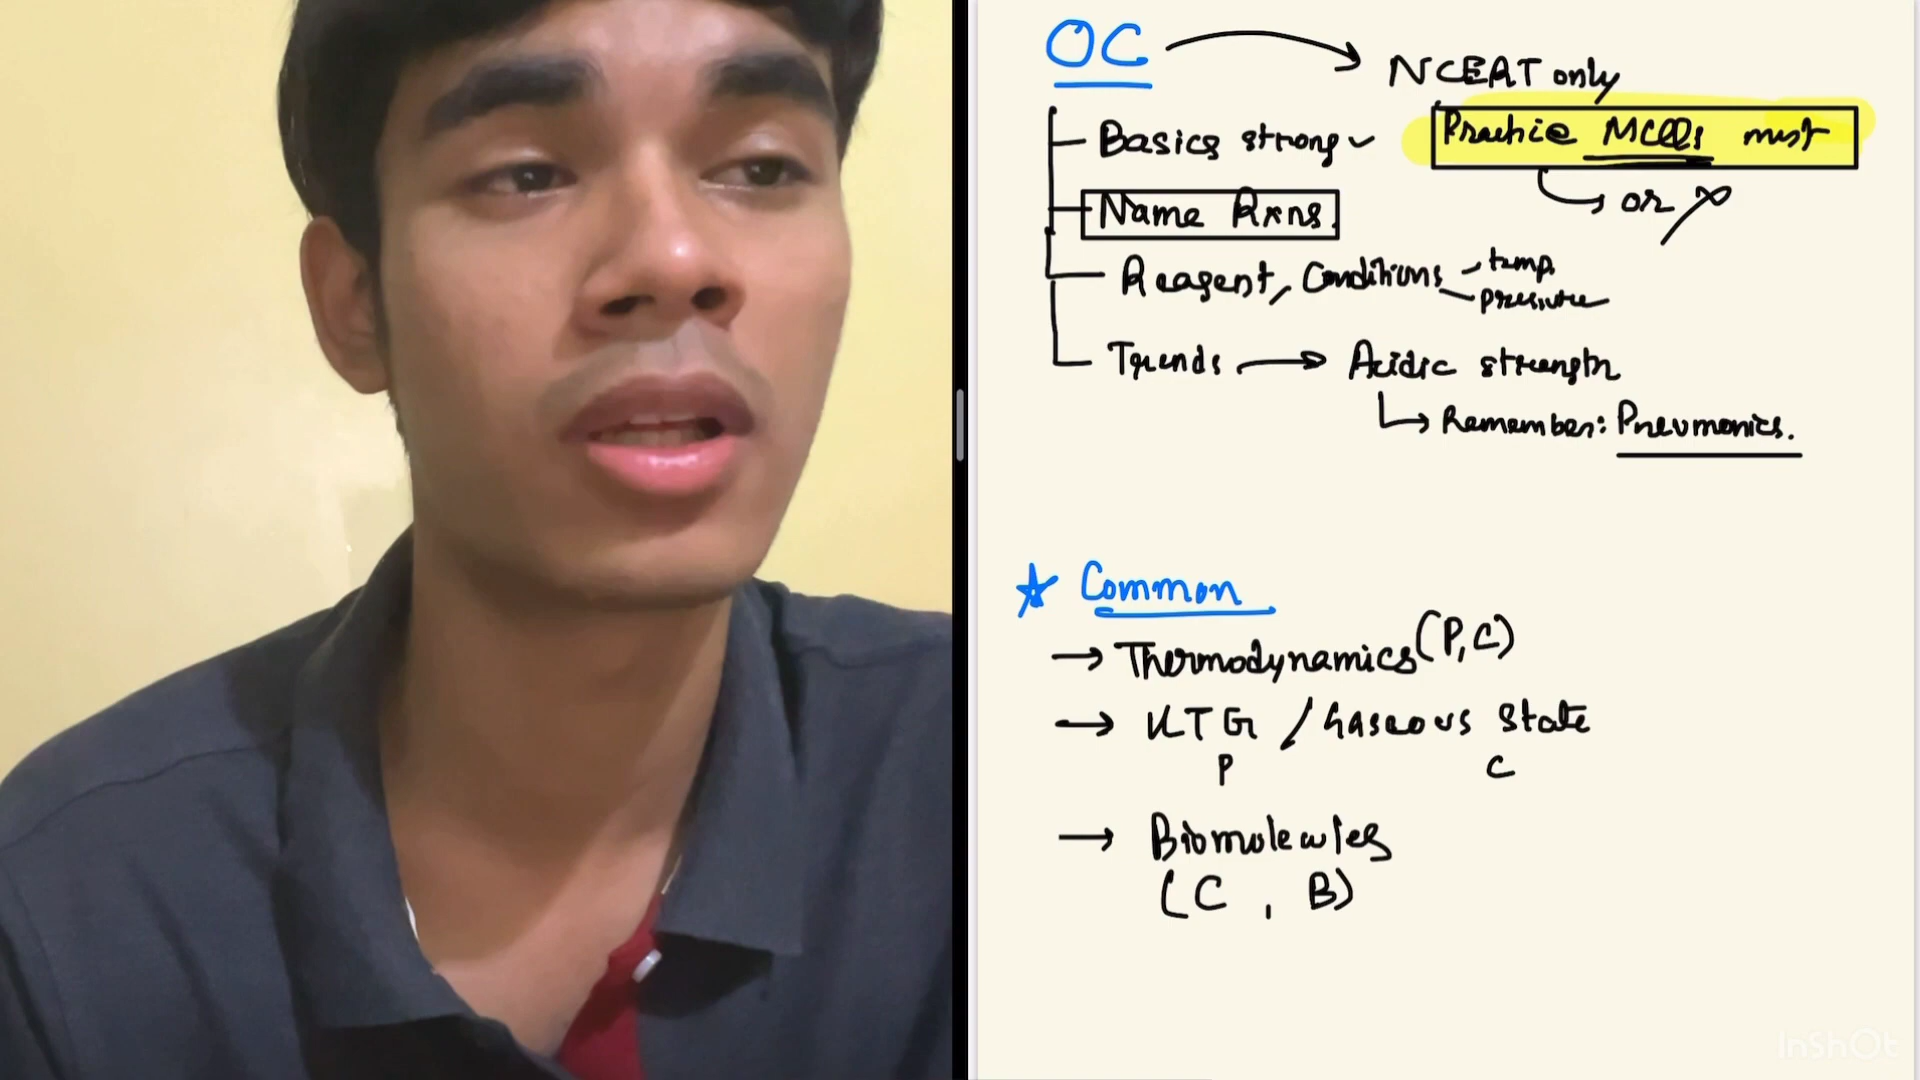 OC
NCERT only
Basics strong
Practice MCQs must
or
Name Rxns.
Reagent, Conditions
temp.
pressure
Trends → Acidic strength
Remember: Pneumonics.
Common
→ Thermodynamics (P, C)
→ KTG / Gaseous State
P C
→ Biomolecules
(C, B)
InShOt